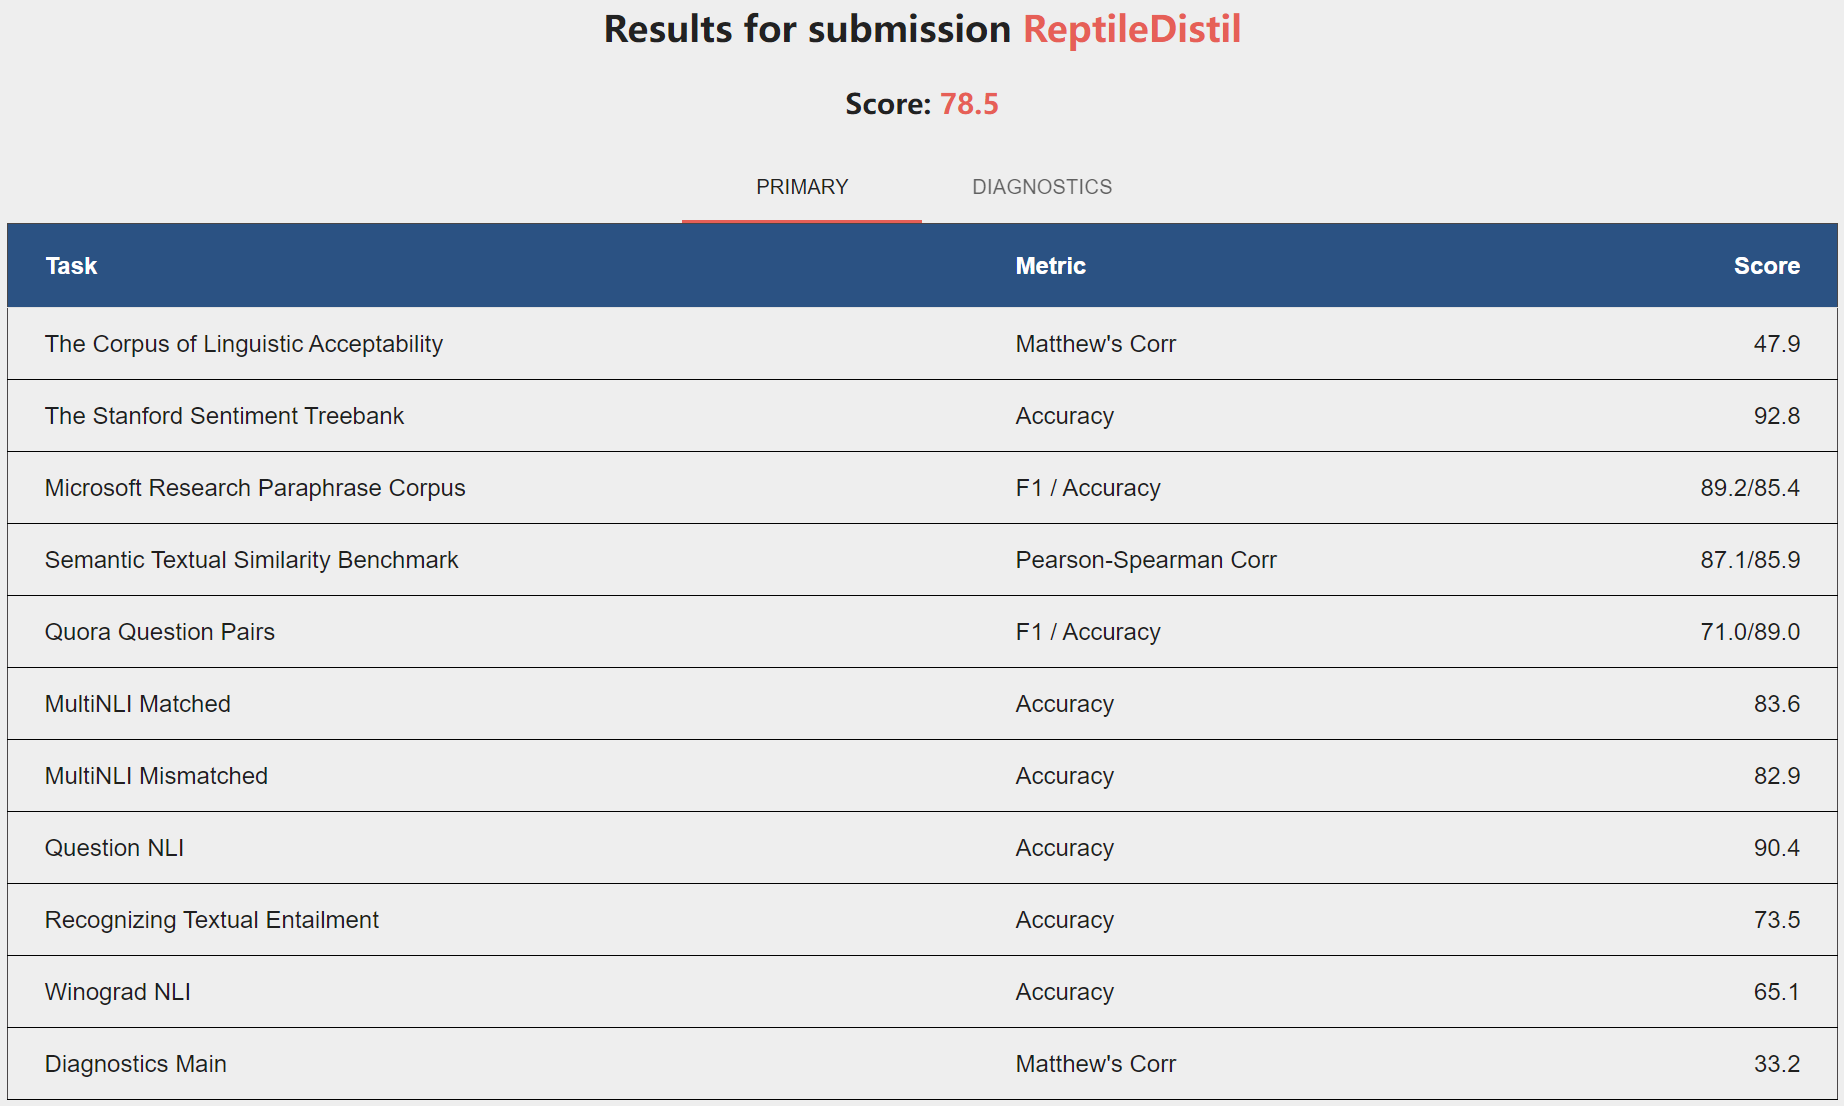 Results for submission ReptileDistil
Score: 78.5
PRIMARY DIAGNOSTICS
Task Metric Score
The Corpus of Linguistic Acceptability Matthew's Corr 47.9
The Stanford Sentiment Treebank Accuracy 92.8
Microsoft Research Paraphrase Corpus F1 / Accuracy 89.2/85.4
Semantic Textual Similarity Benchmark Pearson-Spearman Corr 87.1/85.9
Quora Question Pairs F1 / Accuracy 71.0/89.0
MultiNLI Matched Accuracy 83.6
MultiNLI Mismatched Accuracy 82.9
Question NLI Accuracy 90.4
Recognizing Textual Entailment Accuracy 73.5
Winograd NLI Accuracy 65.1
Diagnostics Main Matthew's Corr 33.2